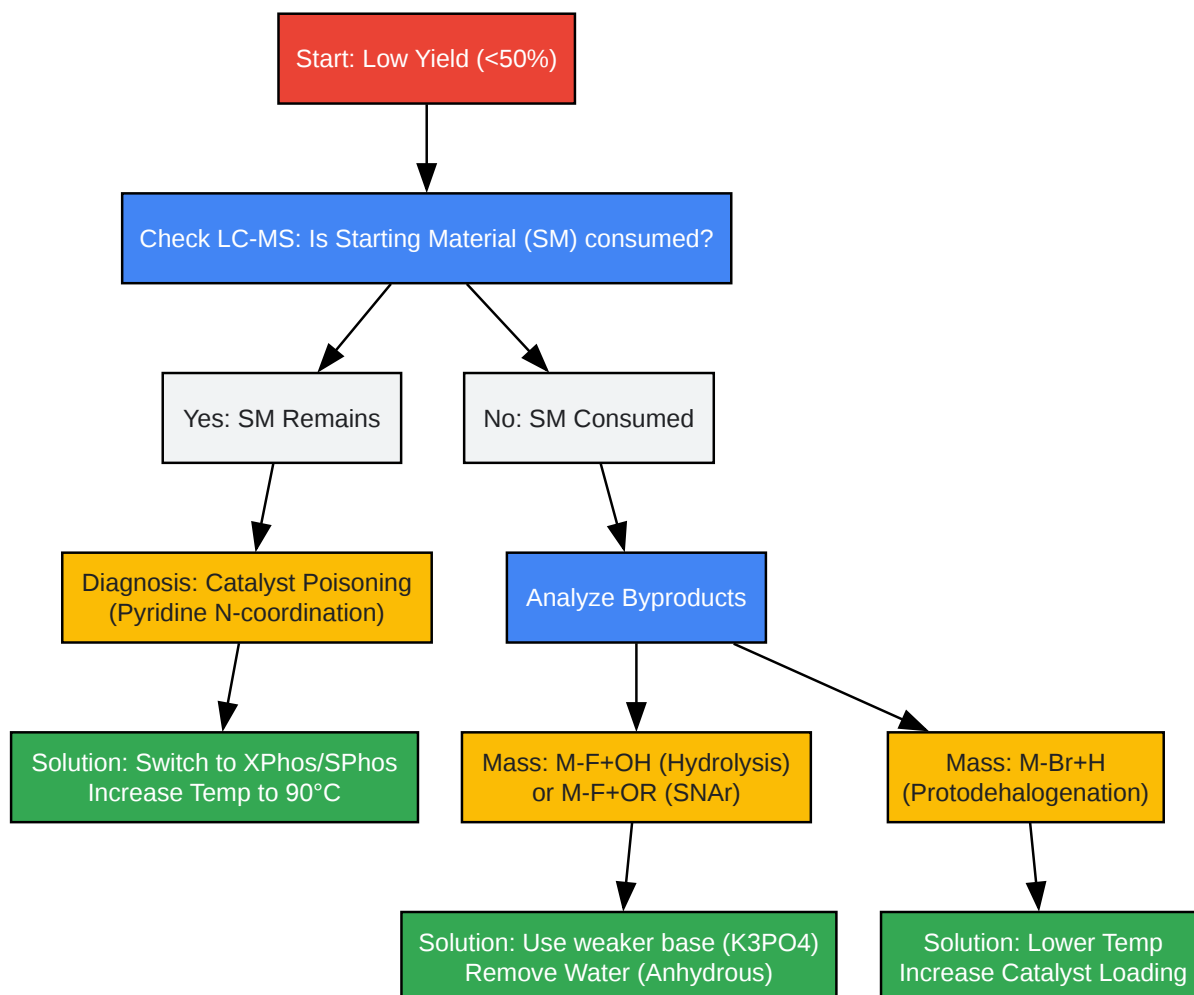 Start: Low Yield (<50%)
Check LC-MS: Is Starting Material (SM) consumed?
Yes: SM Remains
No: SM Consumed
Diagnosis: Catalyst Poisoning
(Pyridine N-coordination)
Analyze Byproducts
Solution: Switch to XPhos/SPhos
Increase Temp to 90°C
Mass: M-F+OH (Hydrolysis)
or M-F+OR (SNAr)
Mass: M-Br+H
(Protodehalogenation)
Solution: Use weaker base (K3PO4)
Remove Water (Anhydrous)
Solution: Lower Temp
Increase Catalyst Loading